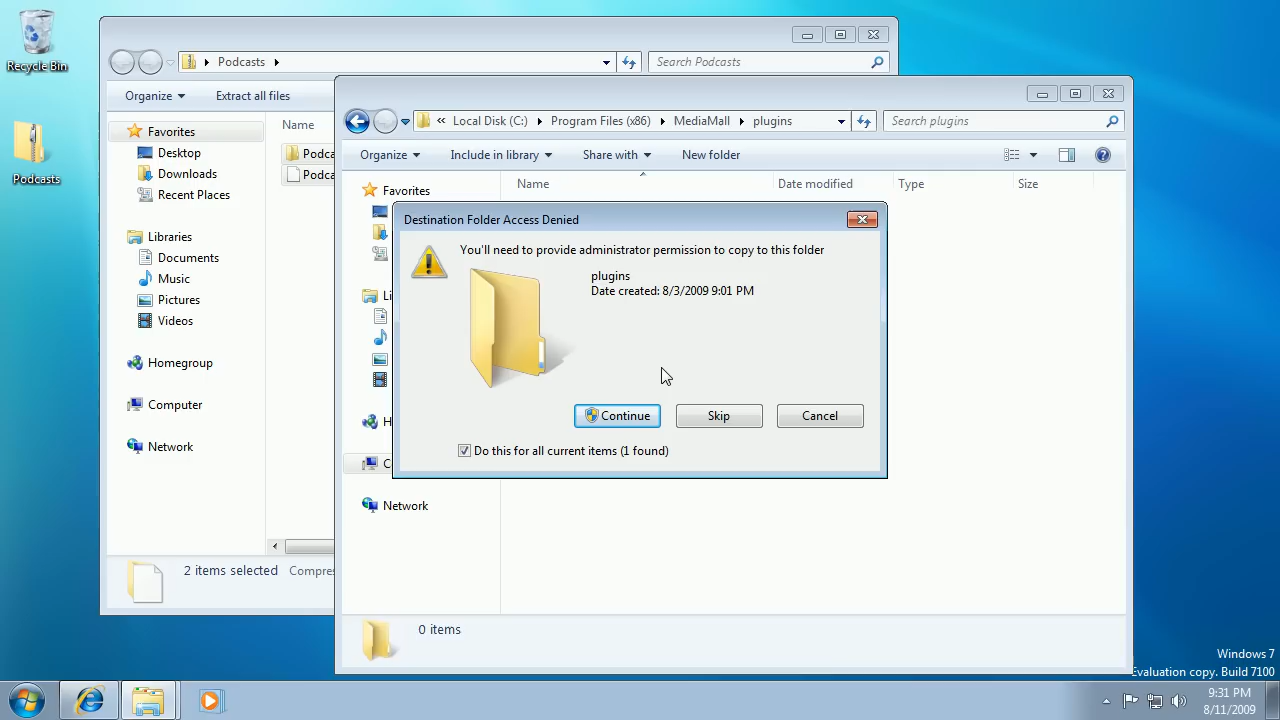 Recycle Bin
Podcasts
Podcasts
Search Podcasts
Organize
Extract all files
Name
Favorites
Desktop
Downloads
Recent Places
Libraries
Documents
Music
Pictures
Videos
Homegroup
Computer
Network
Podca
Podca
2 items selected
Compres
« Local Disk (C:) Program Files (x86) MediaMall plugins
Search plugins
Organize
Include in library
Share with
New folder
Name
Date modified
Type
Size
Favorites
Li
H
C
Network
0 items
Destination Folder Access Denied
You'll need to provide administrator permission to copy to this folder
plugins
Date created: 8/3/2009 9:01 PM
Continue
Skip
Cancel
Do this for all current items (1 found)
Windows 7
Evaluation copy. Build 7100
9:31 PM
8/11/2009